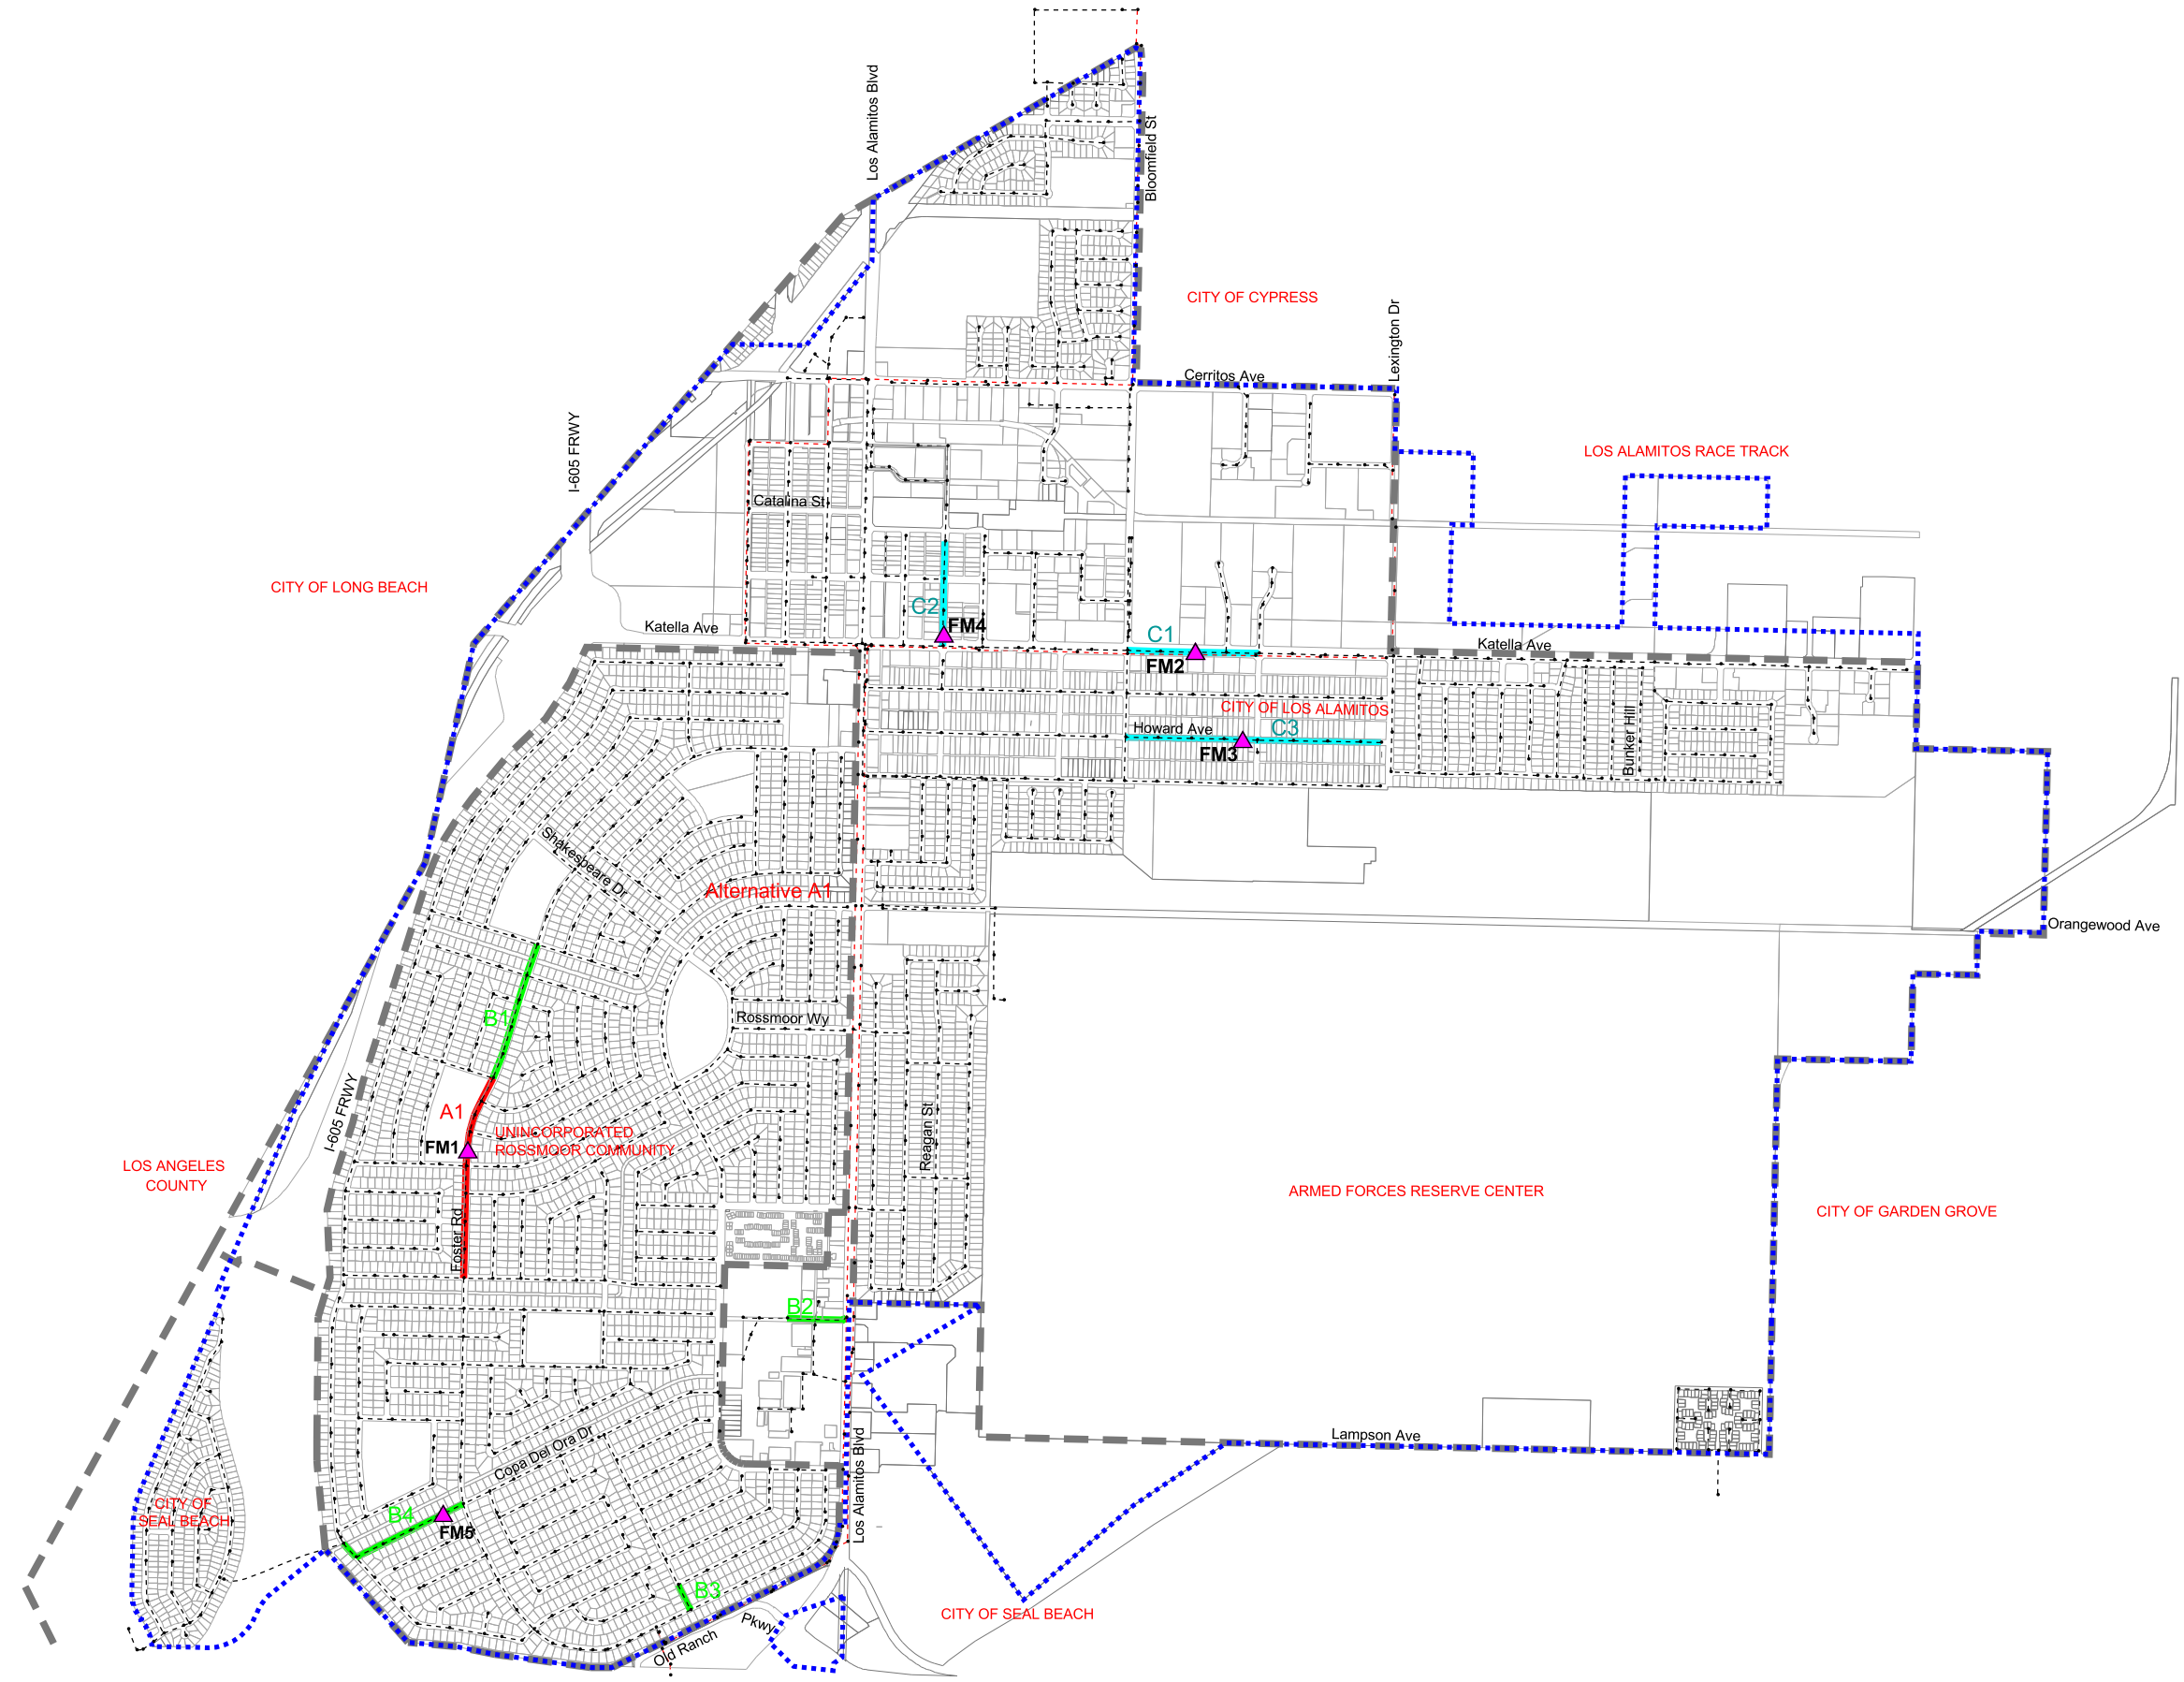 Los Alamitos Blvd
Bloomfield St
CITY OF CYPRESS
Lexington Dr
Cerritos Ave
I-605 FRWY
LOS ALAMITOS RACE TRACK
Catalina St
CITY OF LONG BEACH
C2
FM4
Katella Ave
C1
FM2
Katella Ave
CITY OF LOS ALAMITOS
Howard Ave
C3
FM3
Bunker Hill
Shakespeare Dr
Alternative A1
Orangewood Ave
B1
Rossmoor Wy
I-605 FRWY
A1
FM1
UNINCORPORATED
ROSSMOOR COMMUNITY
Reagan St
LOS ANGELES
COUNTY
ARMED FORCES RESERVE CENTER
CITY OF GARDEN GROVE
Foster Rd
B2
Lampson Ave
Copa Del Ora Dr
Los Alamitos Blvd
CITY OF
SEAL BEACH
B4
FM5
B3
CITY OF SEAL BEACH
Old Ranch
Pkwy